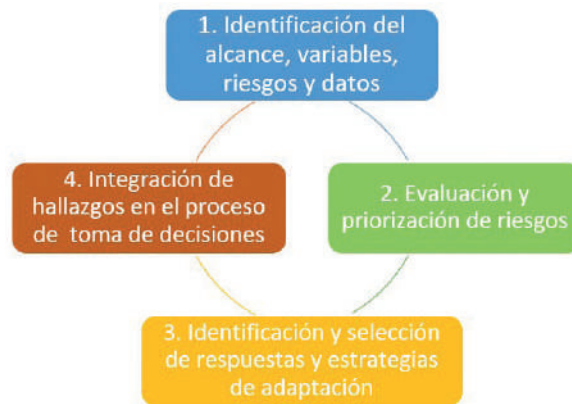 1. Identificación del
alcance, variables,
riesgos y datos
2. Evaluación y
priorización de riesgos
3. Identificación y selección
de respuestas y estrategias
de adaptación
4. Integración de
hallazgos en el proceso
de toma de decisiones